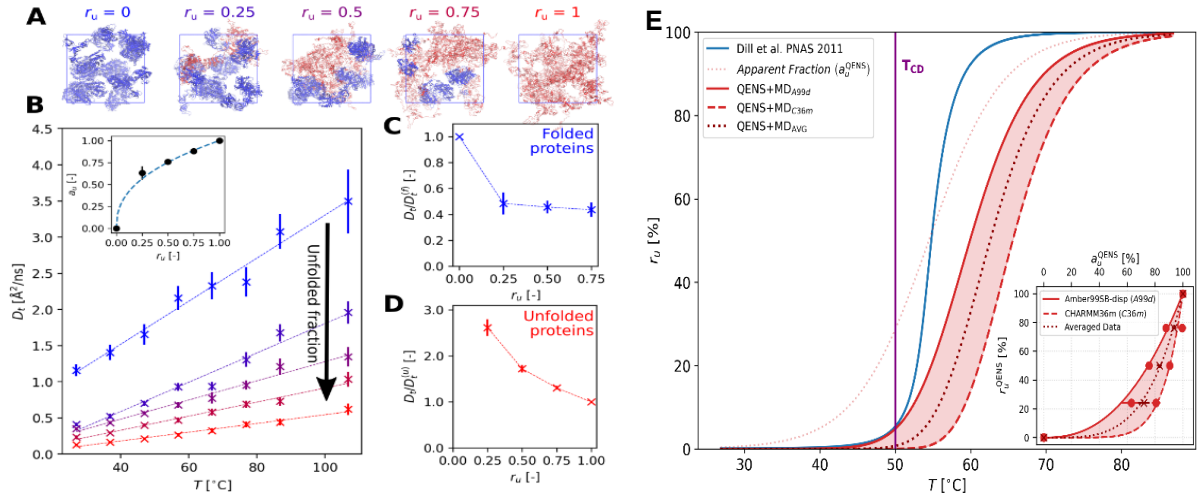 A
r_u = 0
r_u = 0.25
r_u = 0.5
r_u = 0.75
r_u = 1
B
4.5
4.0
3.5
3.0
2.5
2.0
1.5
1.0
0.5
0.0
D_t [Å²/ns]
40
60
80
100
T [°C]
Unfolded fraction
1.00
0.75
0.50
0.25
0.00
a_u [-]
0.00
0.25
0.50
0.75
1.00
r_u [-]
C
Folded
proteins
1.0
0.8
0.6
0.4
0.2
0.0
D_t/D_t^(f) [-]
0.00
0.25
0.50
0.75
r_u [-]
D
Unfolded
proteins
3.0
2.0
1.0
0.0
D_t/D_t^(u) [-]
0.00
0.25
0.50
0.75
1.00
r_u [-]
E
100
80
60
40
20
0
r_u [%]
30
40
50
60
70
80
T [°C]
Dill et al. PNAS 2011
Apparent Fraction (a_u^QENS)
QENS+MD_A99d
QENS+MD_C36m
QENS+MD_AVG
T_CD
a_u^QENS [%]
0
20
40
60
80
100
Amber99SB-disp (A99d)
CHARMM36m (C36m)
Averaged Data
100
80
60
40
20
0
r_u^QENS [%]